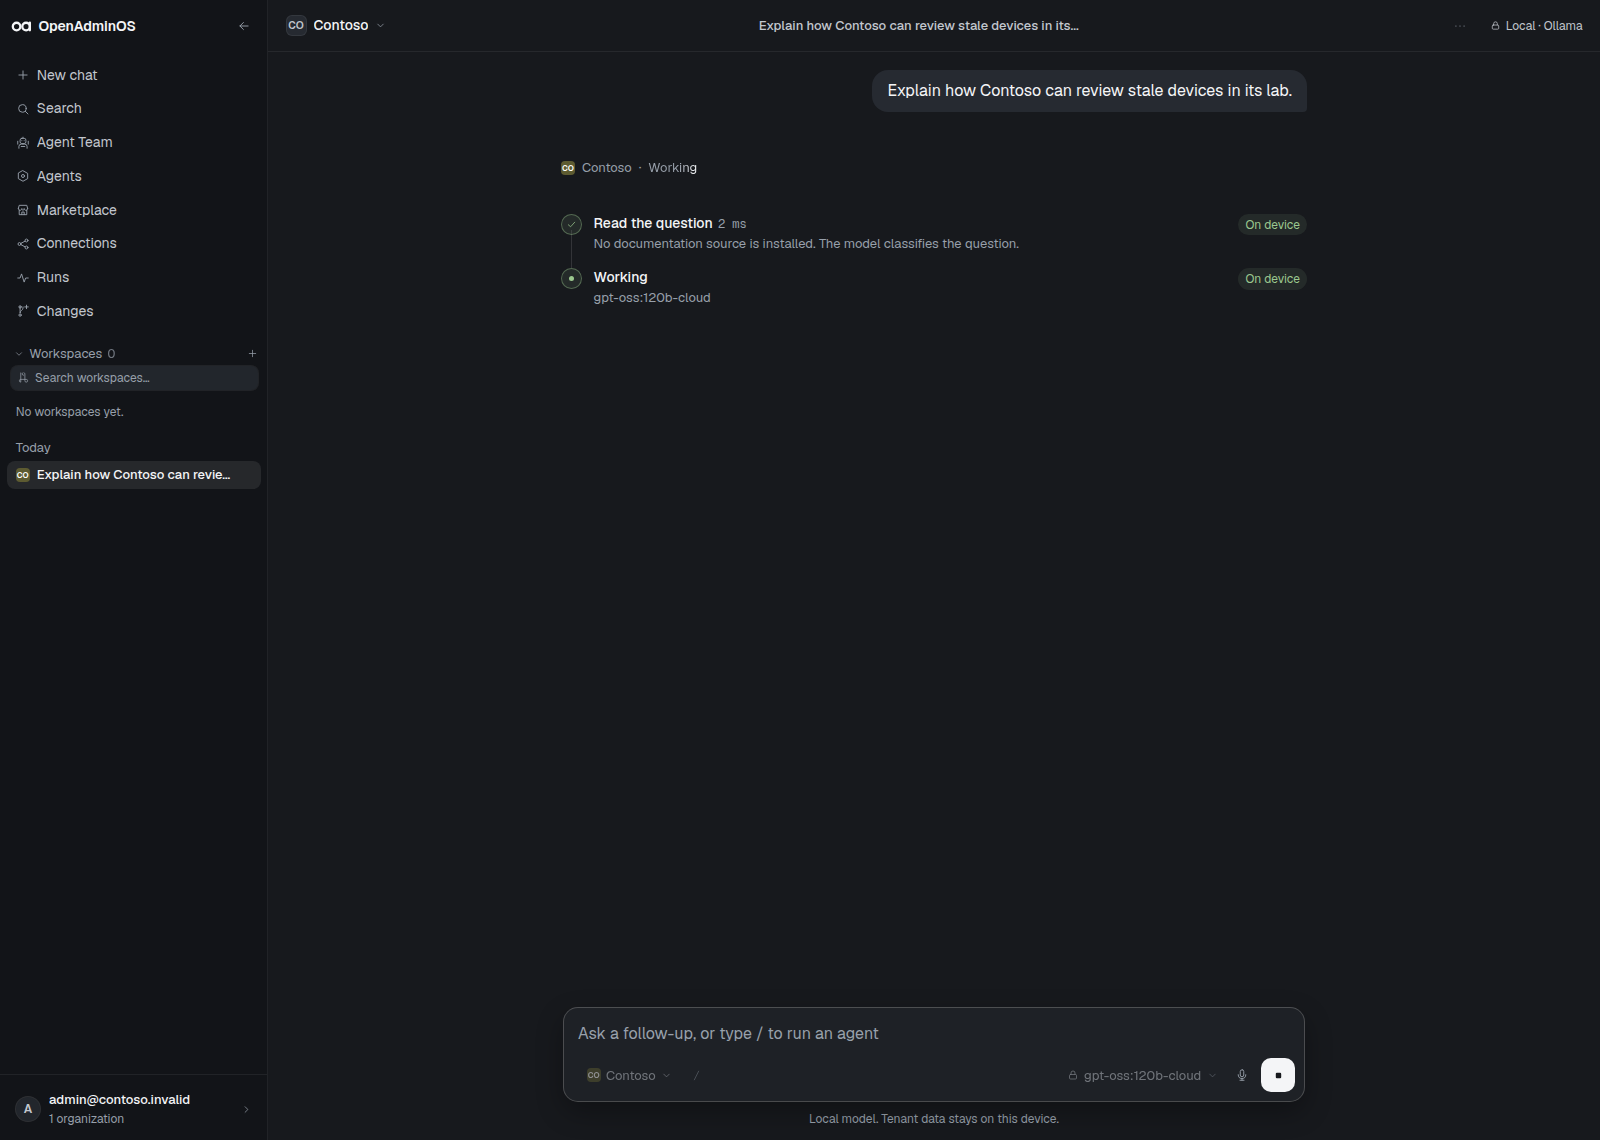 OpenAdminOS
New chat
Search
Agent Team
Agents
Marketplace
Connections
Runs
Changes
Workspaces 0
Search workspaces...
No workspaces yet.
Today
CO Explain how Contoso can revie...
A
admin@contoso.invalid
1 organization
CO Contoso
Explain how Contoso can review stale devices in its...
Local · Ollama
Explain how Contoso can review stale devices in its lab.
CO Contoso · Working
Read the question 2 ms
On device
No documentation source is installed. The model classifies the question.
Working
On device
gpt-oss:120b-cloud
Ask a follow-up, or type / to run an agent
CO Contoso /
gpt-oss:120b-cloud
Local model. Tenant data stays on this device.